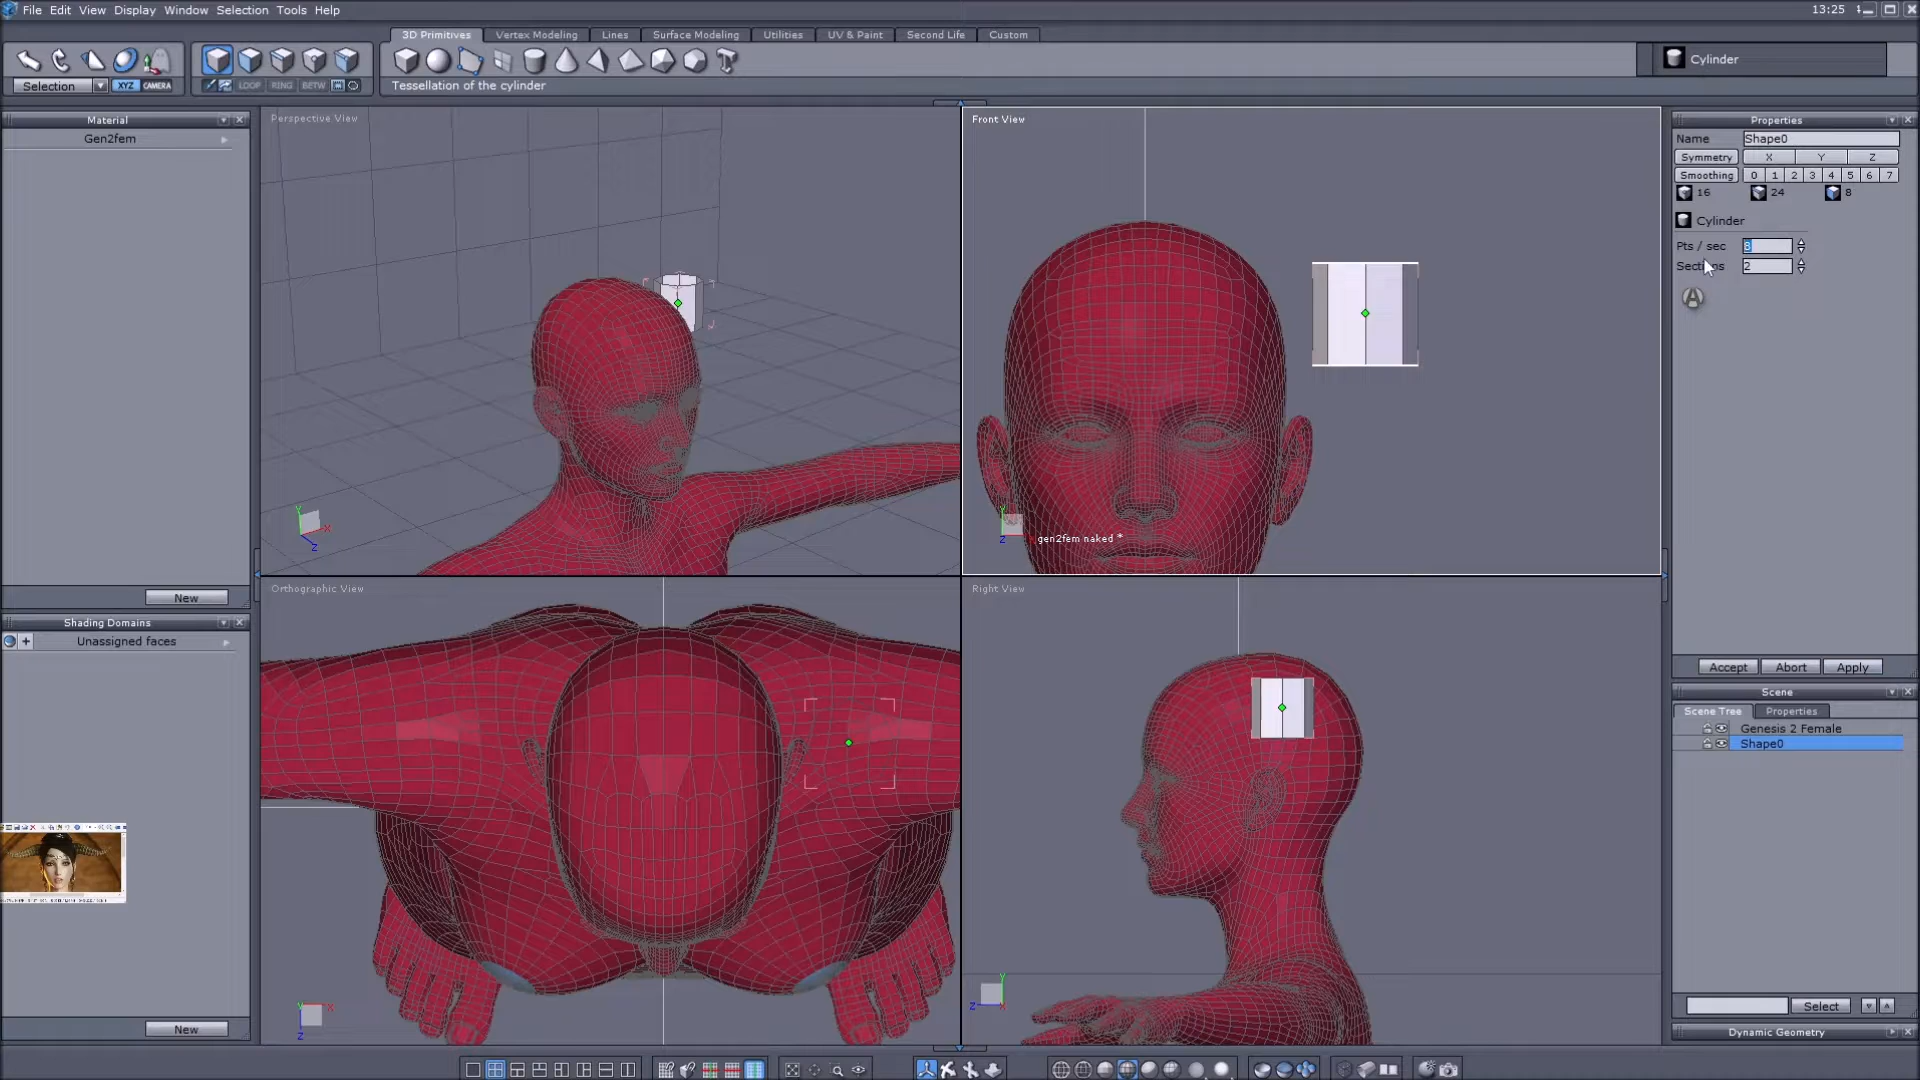 File Edit View Display Window Selection Tools Help
13:25
3D Primitives Vertex Modeling Lines Surface Modeling Utilities UV & Paint Second Life Custom
Selection XYZ CAMERA LOOP RING BETW
Tessellation of the cylinder
Cylinder
Material
Gen2fem
New
Shading Domains
Unassigned faces
New
Perspective View
Y X Z
Front View
Y Z
gen2fem naked *
Orthographic View
Y X Z
Right View
Y Z X
Properties
Name Shape0
Symmetry X Y Z
Smoothing 0 1 2 3 4 5 6 7
16 24 8
Cylinder
Pts / sec 8
Sections 2
Accept Abort Apply
Scene
Scene Tree Properties
Genesis 2 Female
Shape0
Select
Dynamic Geometry